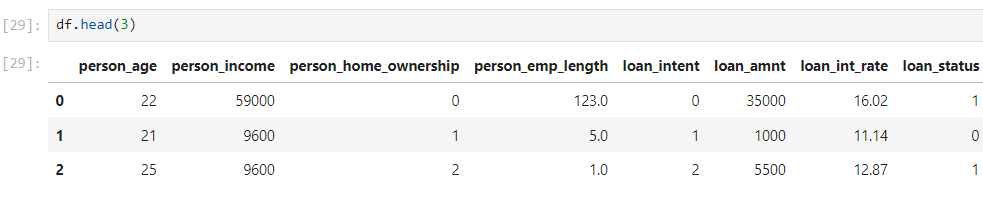 [29]: df.head(3)
[29]: person_age person_income person_home_ownership person_emp_length loan_intent loan_amnt loan_int_rate loan_status
0 22 59000 0 123.0 0 35000 16.02 1
1 21 9600 1 5.0 1 1000 11.14 0
2 25 9600 2 1.0 2 5500 12.87 1